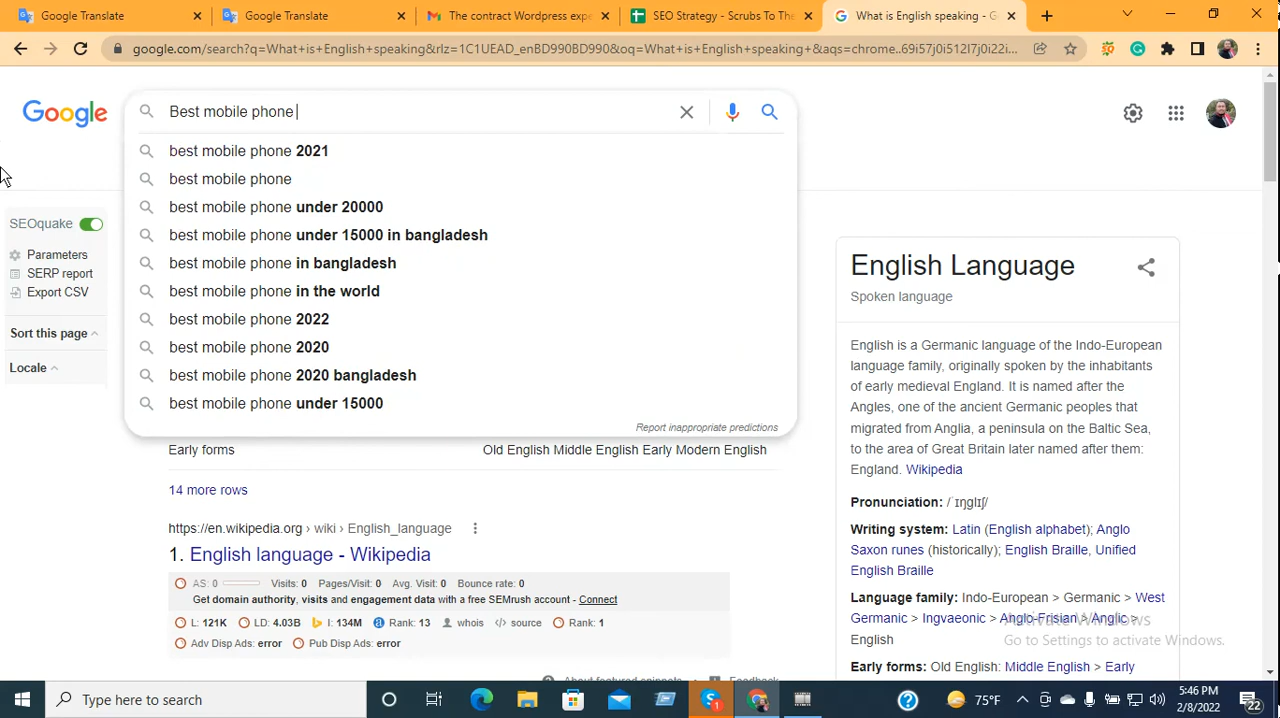 Google Translate
Google Translate
The contract Wordpress expe
SEO Strategy - Scrubs To The
What is English speaking - G
google.com/search?q=What+is+English+speaking&rlz=1C1UEAD_enBD990BD990&oq=What+is+English+speaking+&aqs=chrome..69i57j0i512l7j0i22i...
Google
Best mobile phone
best mobile phone 2021
best mobile phone
best mobile phone under 20000
best mobile phone under 15000 in bangladesh
best mobile phone in bangladesh
best mobile phone in the world
best mobile phone 2022
best mobile phone 2020
best mobile phone 2020 bangladesh
best mobile phone under 15000
Report inappropriate predictions
SEOquake
Parameters
SERP report
Export CSV
Sort this page
Locale
Early forms Old English Middle English Early Modern English
14 more rows
https://en.wikipedia.org › wiki › English_language
1. English language - Wikipedia
AS: 0 Visits: 0 Pages/Visit: 0 Avg. Visit: 0 Bounce rate: 0
Get domain authority, visits and engagement data with a free SEMrush account - Connect
L: 121K LD: 4.03B I: 134M Rank: 13 whois source Rank: 1
Adv Disp Ads: error Pub Disp Ads: error
About featured snippets Feedback
English Language
Spoken language
English is a Germanic language of the Indo-European
language family, originally spoken by the inhabitants
of early medieval England. It is named after the
Angles, one of the ancient Germanic peoples that
migrated from Anglia, a peninsula on the Baltic Sea,
to the area of Great Britain later named after them:
England. Wikipedia
Pronunciation: /ˈɪŋɡlɪʃ/
Writing system: Latin (English alphabet); Anglo
Saxon runes (historically); English Braille, Unified
English Braille
Language family: Indo-European > Germanic > West
Germanic > Ingvaeonic > Anglo-Frisian > Anglic >
English
Early forms: Old English: Middle English > Early
Activate Windows
Go to Settings to activate Windows.
Type here to search
1
75°F
5:46 PM
2/8/2022
22